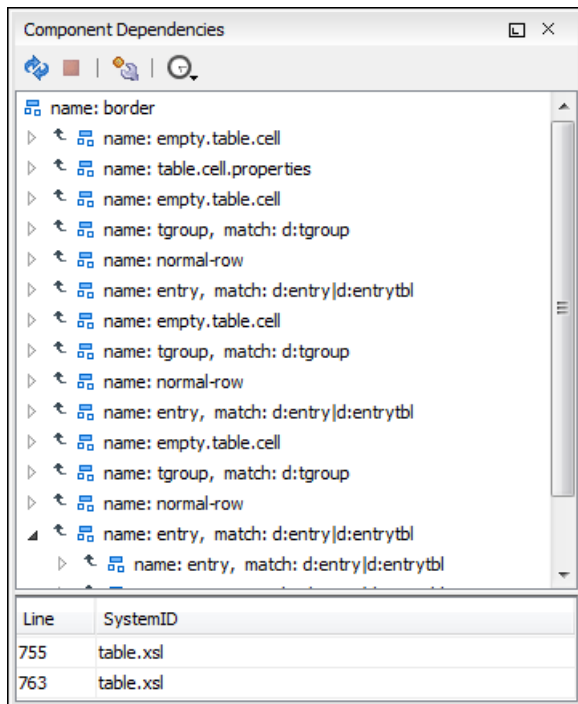 Component Dependencies
name: border
name: empty.table.cell
name: table.cell.properties
name: empty.table.cell
name: tgroup, match: d:tgroup
name: normal-row
name: entry, match: d:entry|d:entrytbl
name: empty.table.cell
name: tgroup, match: d:tgroup
name: normal-row
name: entry, match: d:entry|d:entrytbl
name: empty.table.cell
name: tgroup, match: d:tgroup
name: normal-row
name: entry, match: d:entry|d:entrytbl
name: entry, match: d:entry|d:entrytbl
Line SystemID
755 table.xsl
763 table.xsl